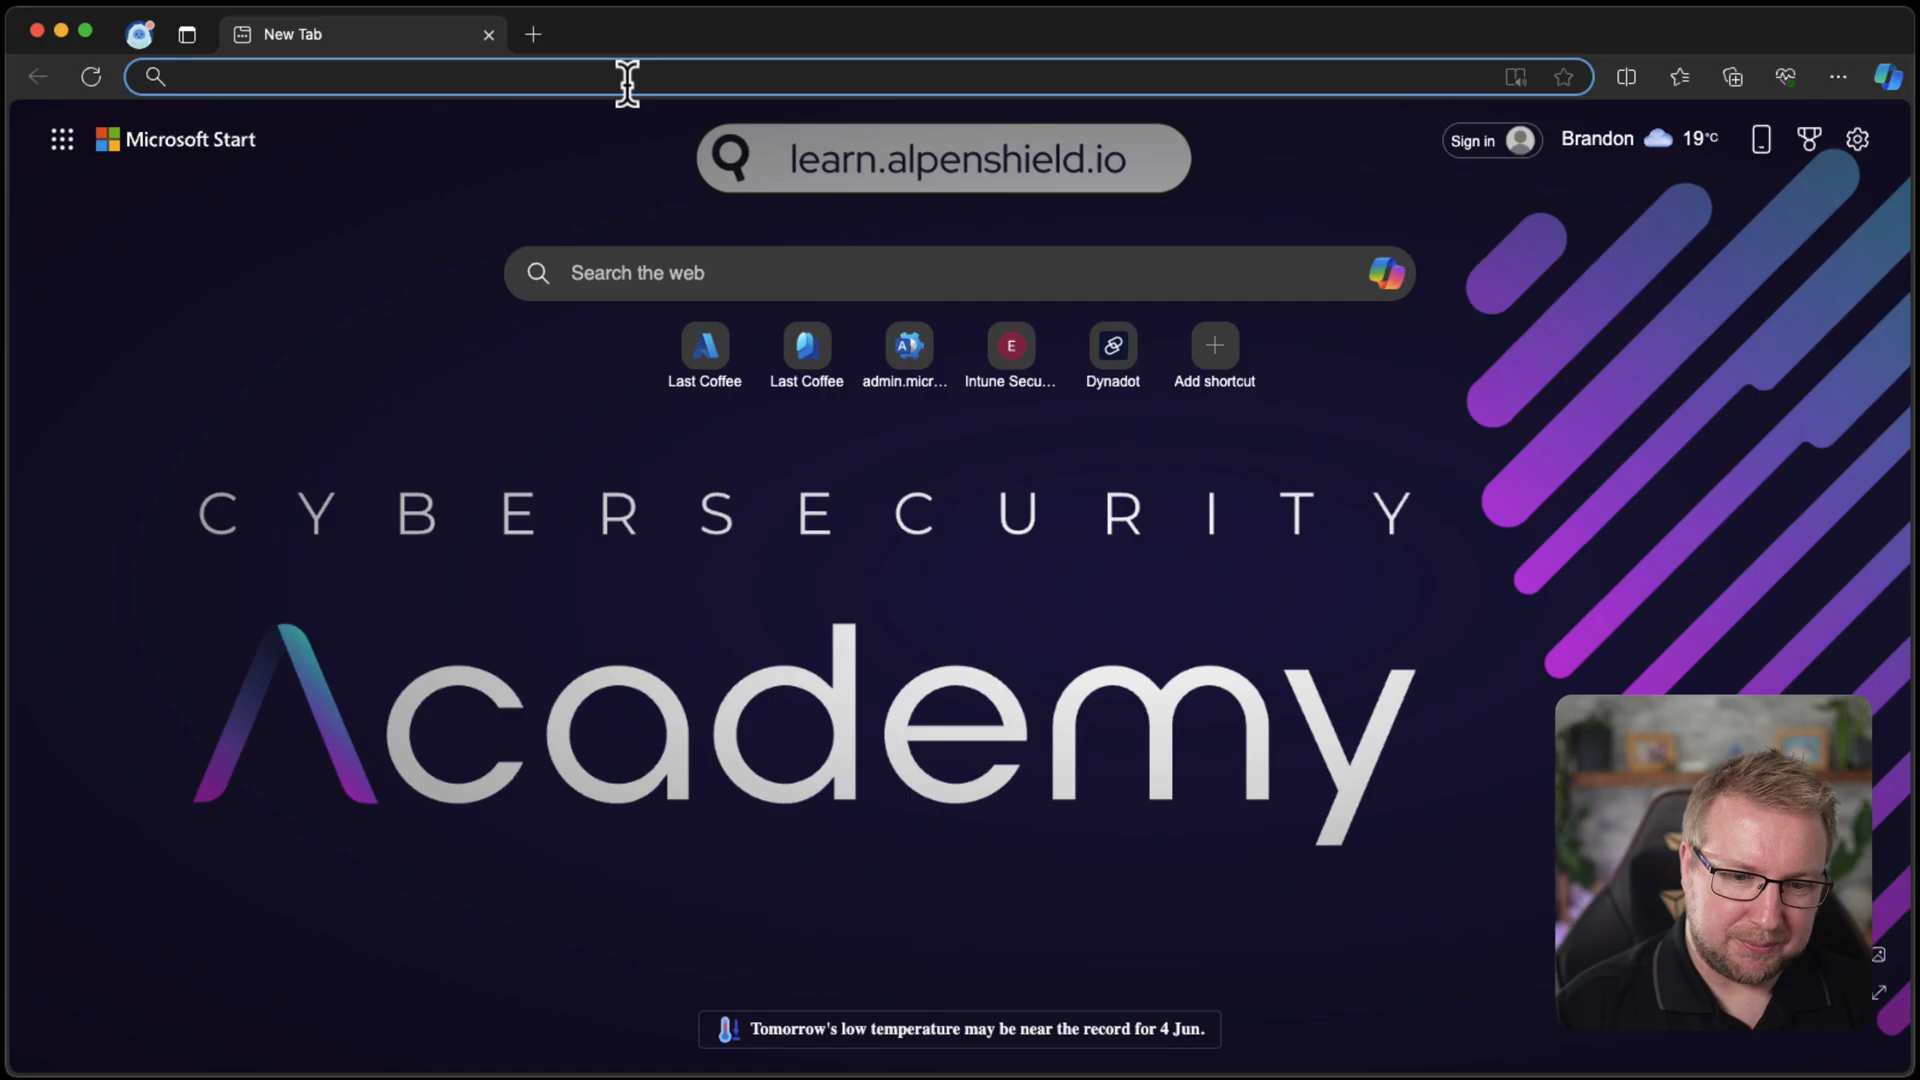 New Tab
Microsoft Start
learn.alpenshield.io
Sign in
Brandon
19°C
Search the web
Last Coffee
Last Coffee
admin.micr...
E
Intune Secu...
Dynadot
Add shortcut
CYBERSECURITY
Academy
Tomorrow's low temperature may be near the record for 4 Jun.